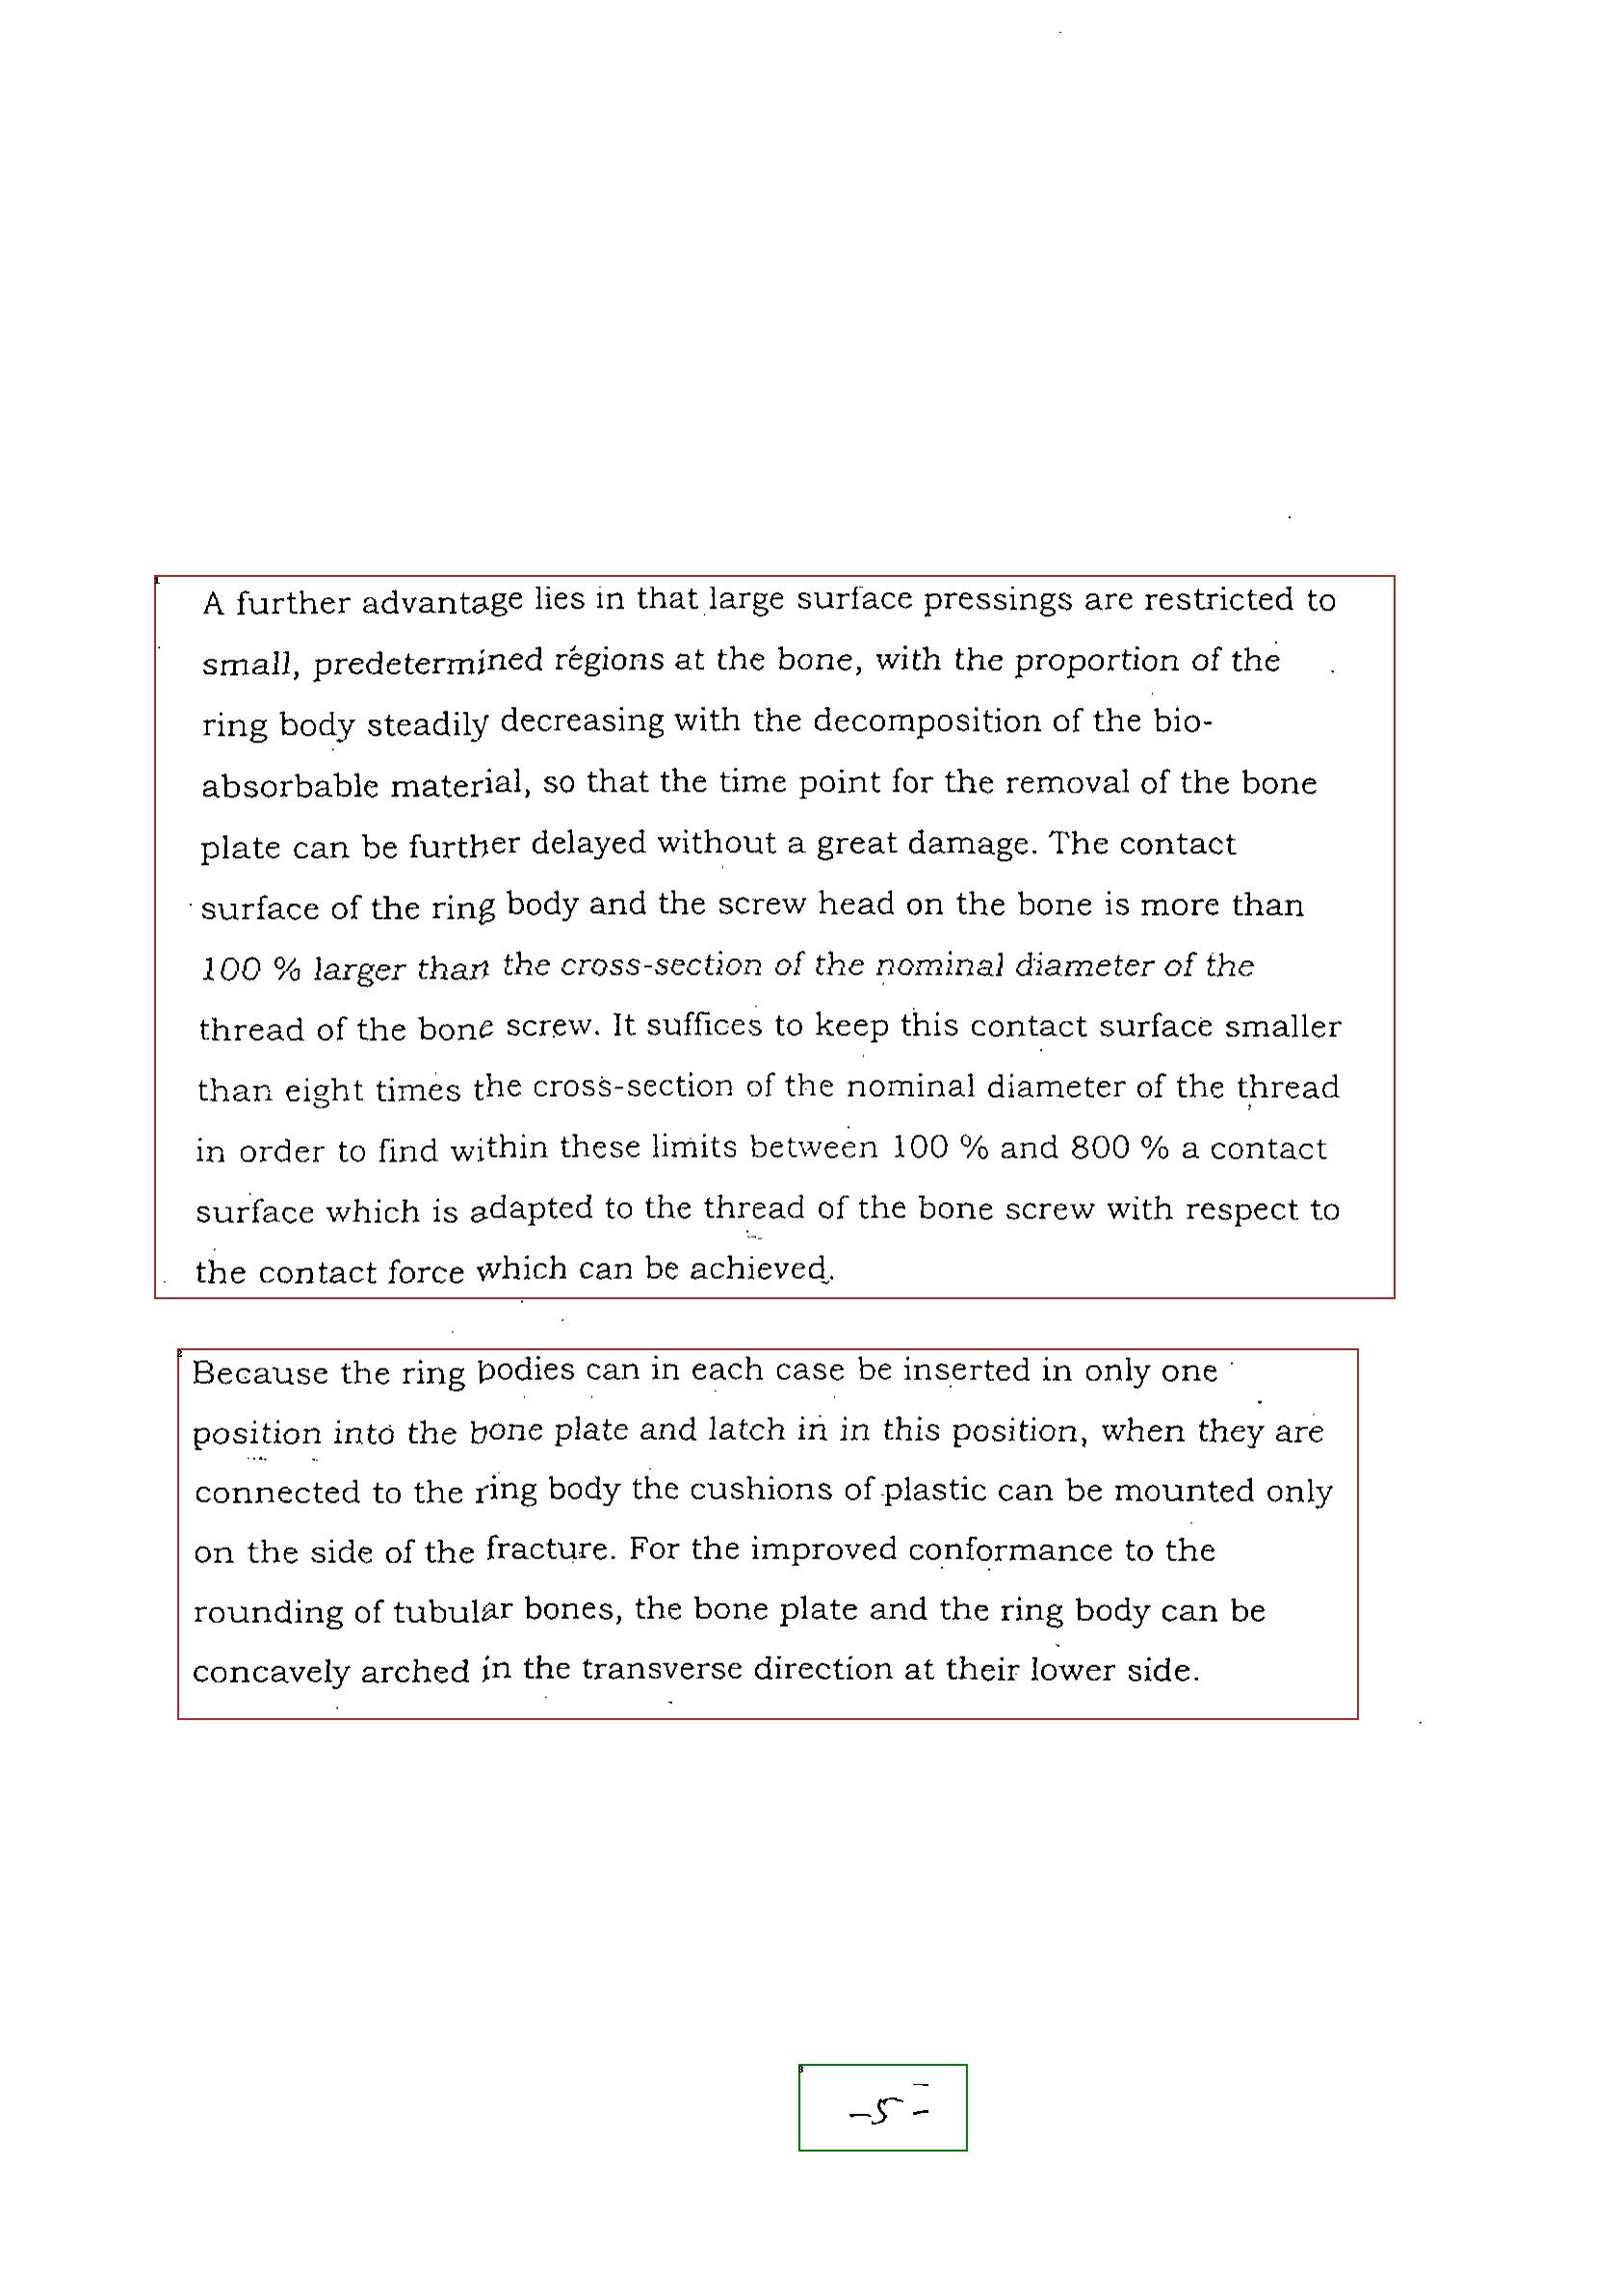 A further advantage lies in that large surface pressings are restricted to
small, predetermined regions at the bone, with the proportion of the
ring body steadily decreasing with the decomposition of the bio-
absorbable material, so that the time point for the removal of the bone
plate can be further delayed without a great damage. The contact
surface of the ring body and the screw head on the bone is more than
100 % larger than the cross-section of the nominal diameter of the
thread of the bone screw. It suffices to keep this contact surface smaller
than eight times the cross-section of the nominal diameter of the thread
in order to find within these limits between 100 % and 800 % a contact
surface which is adapted to the thread of the bone screw with respect to
the contact force which can be achieved.
Because the ring bodies can in each case be inserted in only one
position into the bone plate and latch in in this position, when they are
connected to the ring body the cushions of plastic can be mounted only
on the side of the fracture. For the improved conformance to the
rounding of tubular bones, the bone plate and the ring body can be
concavely arched in the transverse direction at their lower side.
-5-